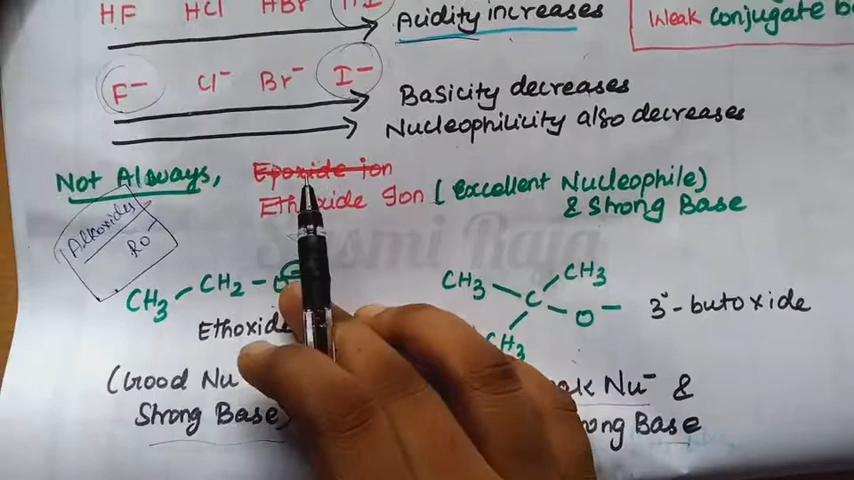 HF HCl HBr HI
Acidity increases
Weak conjugate
F⁻ Cl⁻ Br⁻ I⁻
Basicity decreases
Nucleophilicity also decreases
Not Always,
Epoxide ion
Ethoxide Ion (Excellent Nucleophile)
& Strong Base
Alkoxides
RO
CH3 - CH2 -
Ethoxide
CH3 CH3
C
CH3 O - 3°-butoxide
(Good Nu
Strong Base)
Nu⁻ &
Base